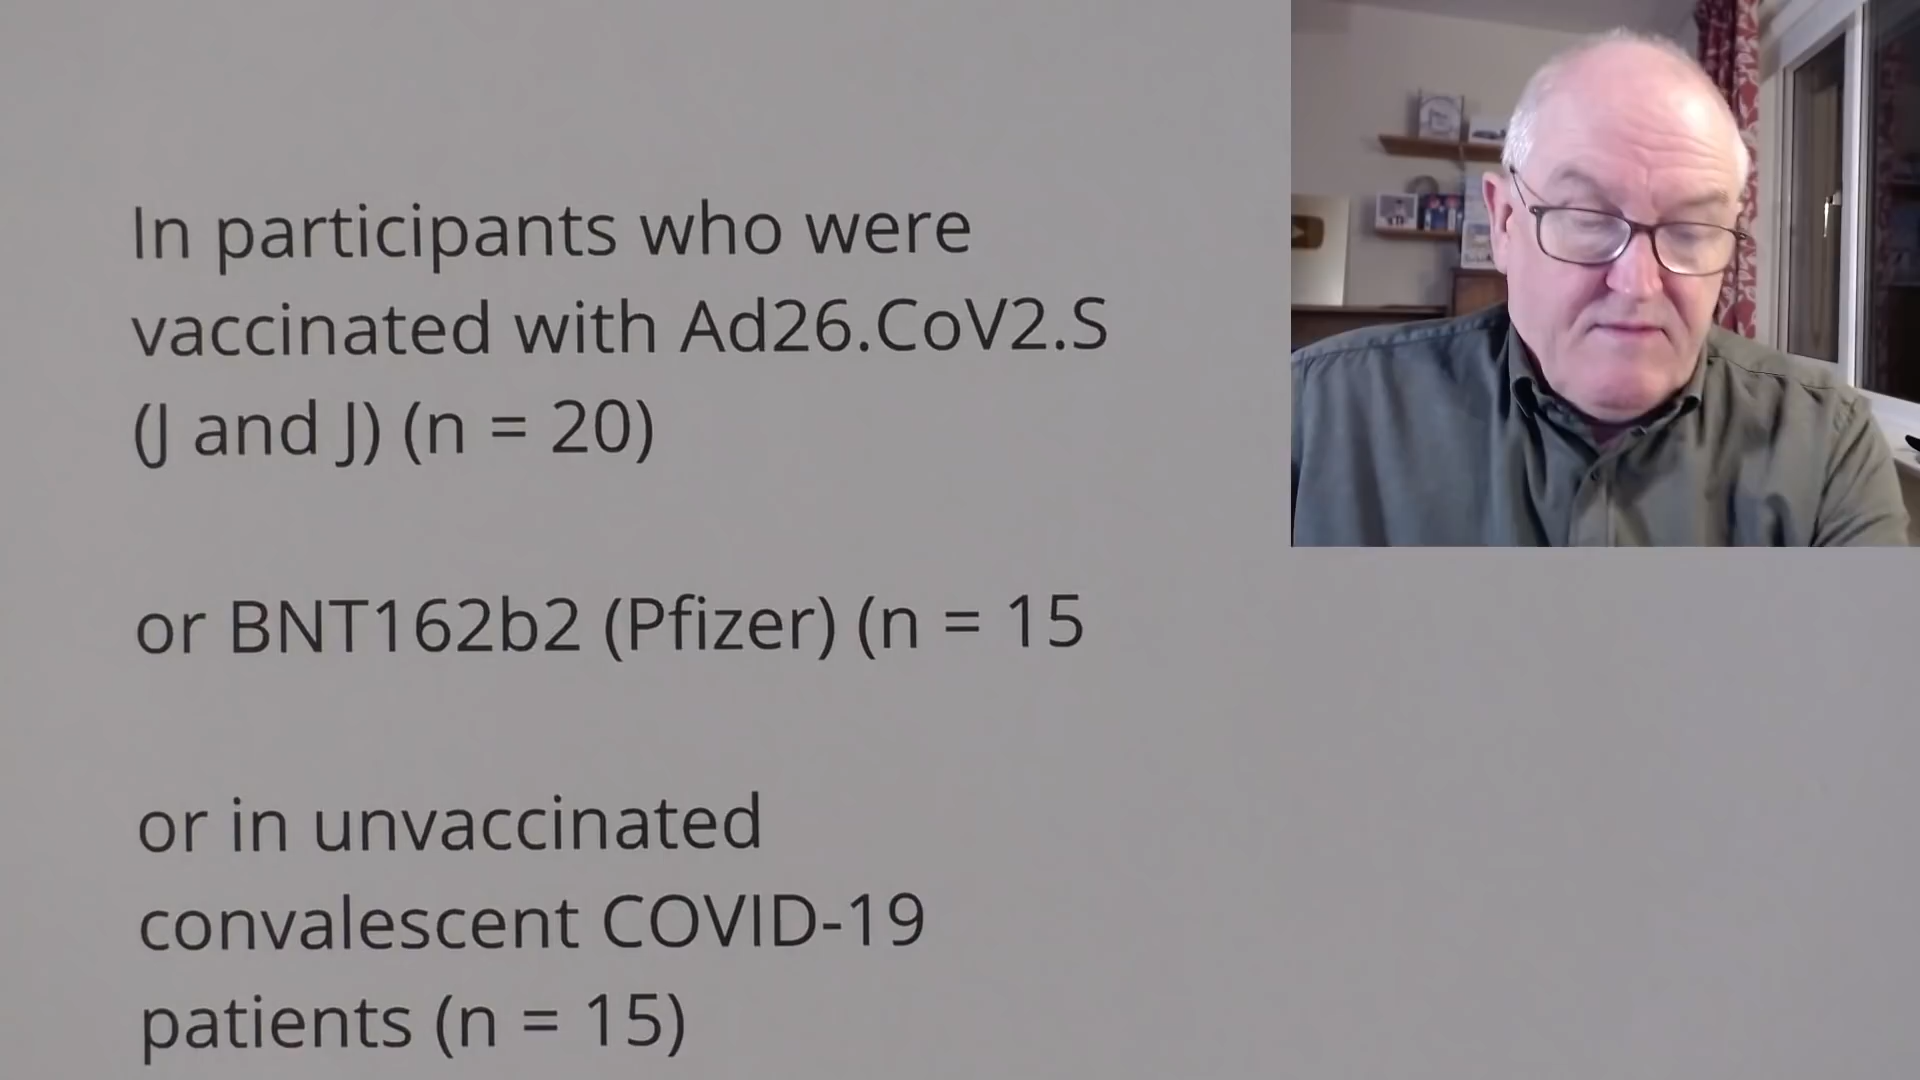 In participants who were
vaccinated with Ad26.CoV2.S
(J and J) (n = 20)
or BNT162b2 (Pfizer) (n = 15
or in unvaccinated
convalescent COVID-19
patients (n = 15)